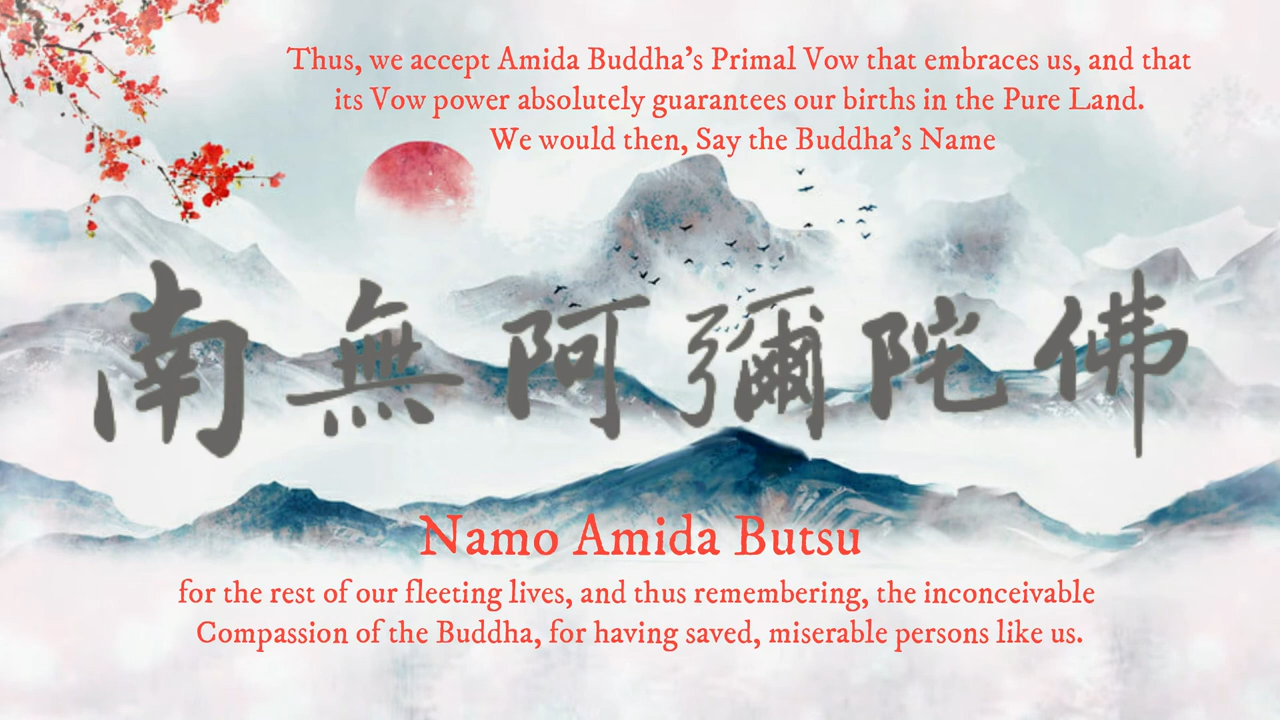 Thus, we accept Amida Buddha's Primal Vow that embraces us, and that
its Vow power absolutely guarantees our births in the Pure Land.
We would then, Say the Buddha's Name
南無阿彌陀佛
Namo Amida Butsu
for the rest of our fleeting lives, and thus remembering, the inconceivable
Compassion of the Buddha, for having saved, miserable persons like us.